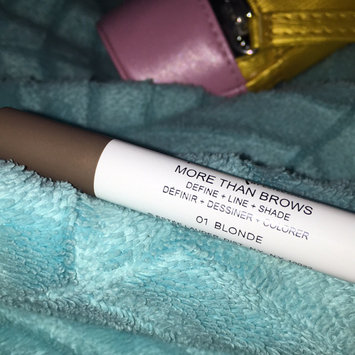 MORE THAN BROWS
DEFINE + LINE + SHADE
DÉFINIR + DESSINER + COLORER
01 BLONDE